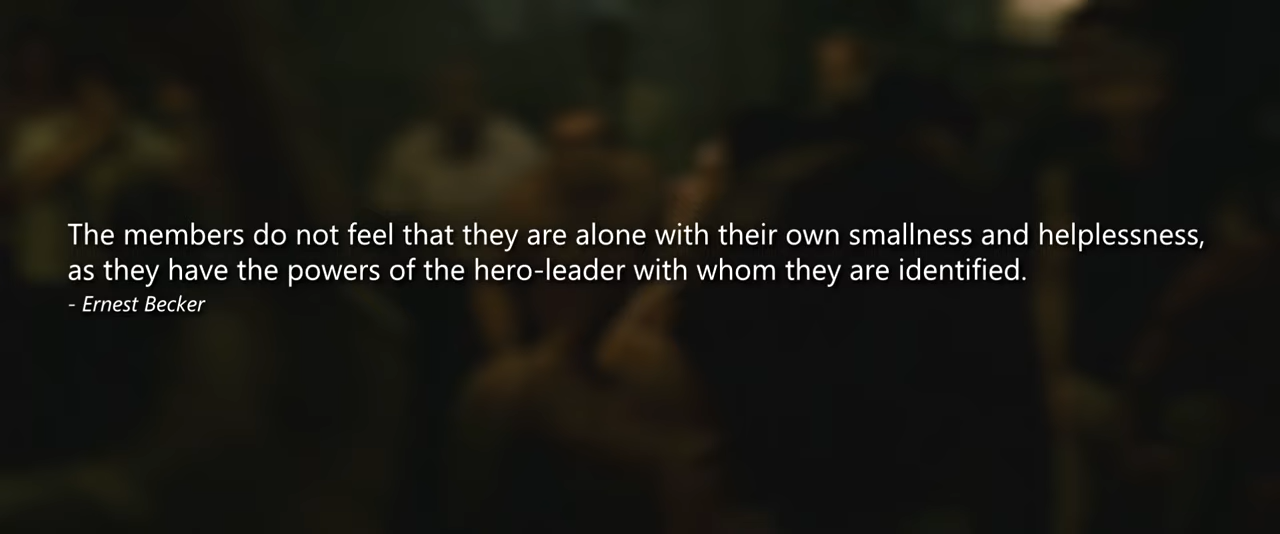 The members do not feel that they are alone with their own smallness and helplessness,
as they have the powers of the hero-leader with whom they are identified.
- Ernest Becker